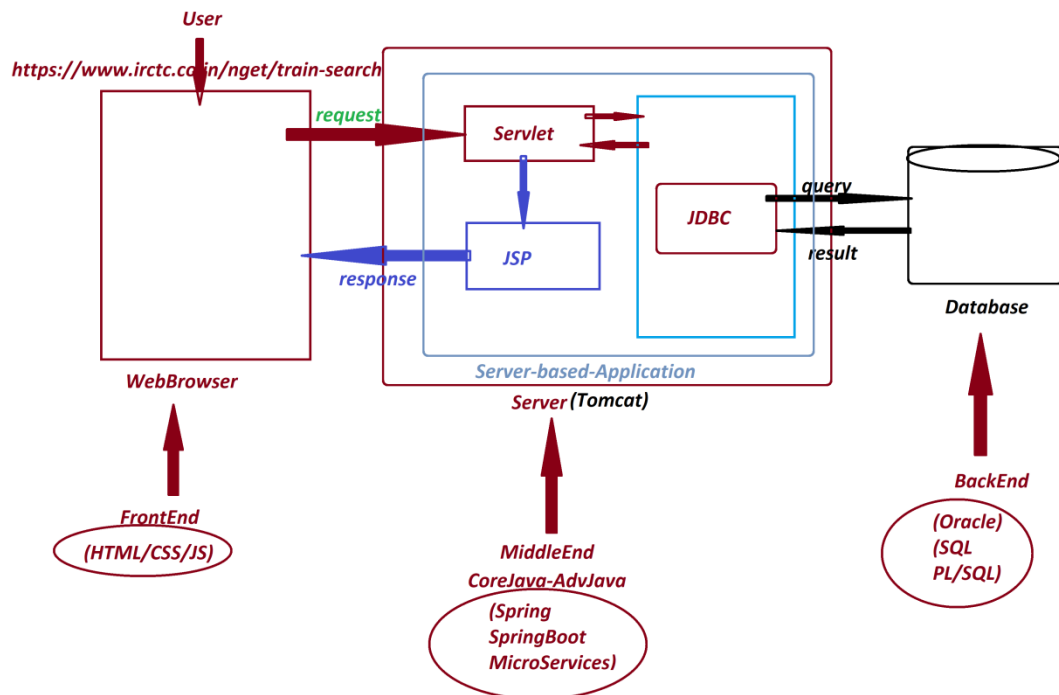 User
https://www.irctc.co.in/nget/train-search
request
Servlet
query
JDBC
JSP
result
response
Database
Server-based-Application
WebBrowser
Server (Tomcat)
BackEnd
FrontEnd
(Oracle)
(SQL
PL/SQL)
(HTML/CSS/JS)
MiddleEnd
CoreJava-AdvJava
(Spring
SpringBoot
MicroServices)